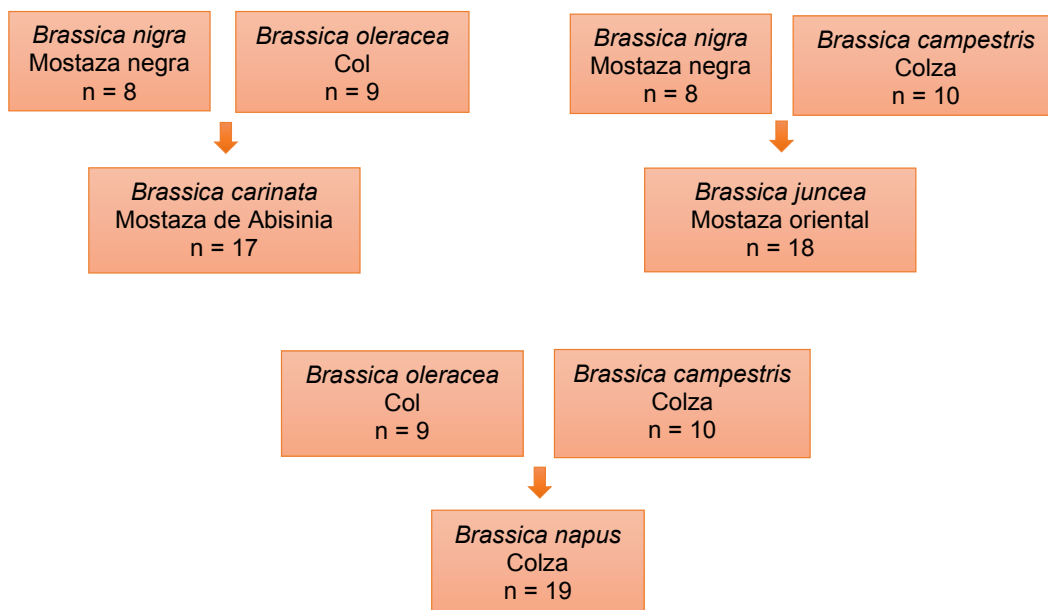 Brassica nigra
Mostaza negra
n = 8
Brassica oleracea
Col
n = 9
Brassica carinata
Mostaza de Abisinia
n = 17
Brassica nigra
Mostaza negra
n = 8
Brassica campestris
Colza
n = 10
Brassica juncea
Mostaza oriental
n = 18
Brassica oleracea
Col
n = 9
Brassica campestris
Colza
n = 10
Brassica napus
Colza
n = 19